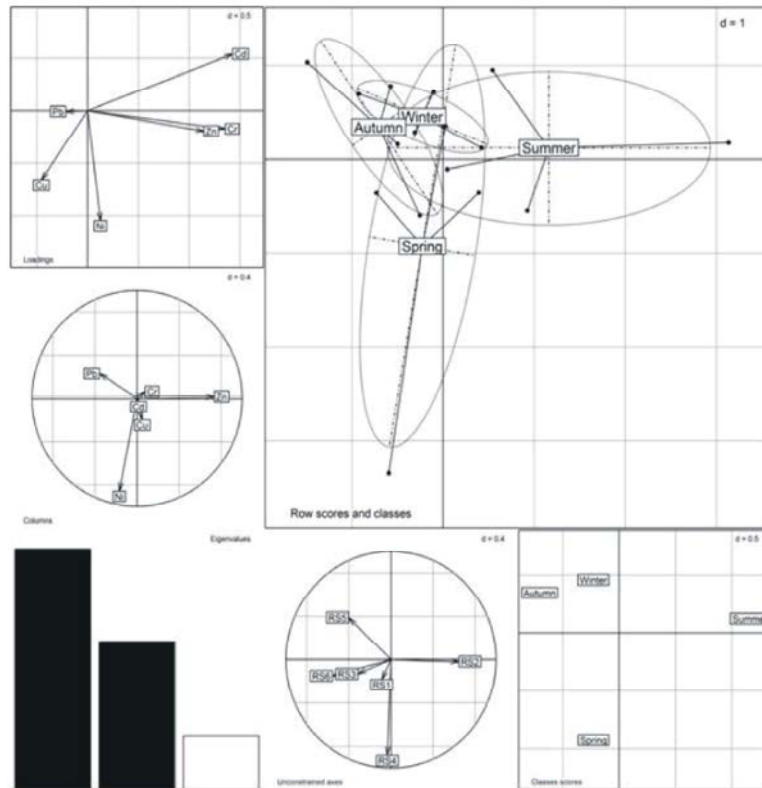 d = 0.5
Cd
Pb
Zn
Cr
Cu
Ni
Loadings
d = 1
Winter
Autumn
Summer
Spring
Row scores and classes
d = 0.4
Pb
Cr
Zn
Cd
Cu
Ni
Columns
Eigenvalues
d = 0.4
RS5
RS2
RS6
RS3
RS1
RS4
Unconstrained axes
d = 0.5
Winter
Autumn
Summe
Spring
Classes scores